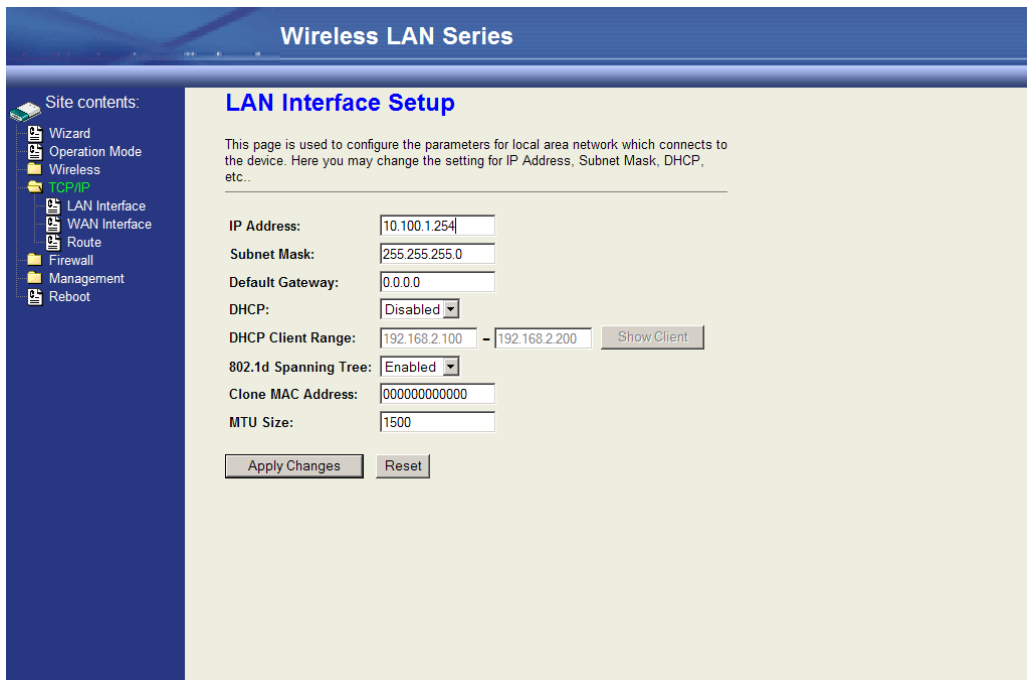 Wireless LAN Series
Site contents:
Wizard
Operation Mode
Wireless
TCP/IP
LAN Interface
WAN Interface
Route
Firewall
Management
Reboot
LAN Interface Setup
This page is used to configure the parameters for local area network which connects to
the device. Here you may change the setting for IP Address, Subnet Mask, DHCP,
etc..
IP Address: 10.100.1.254
Subnet Mask: 255.255.255.0
Default Gateway: 0.0.0.0
DHCP: Disabled
DHCP Client Range: 192.168.2.100 – 192.168.2.200 Show Client
802.1d Spanning Tree: Enabled
Clone MAC Address: 000000000000
MTU Size: 1500
Apply Changes Reset